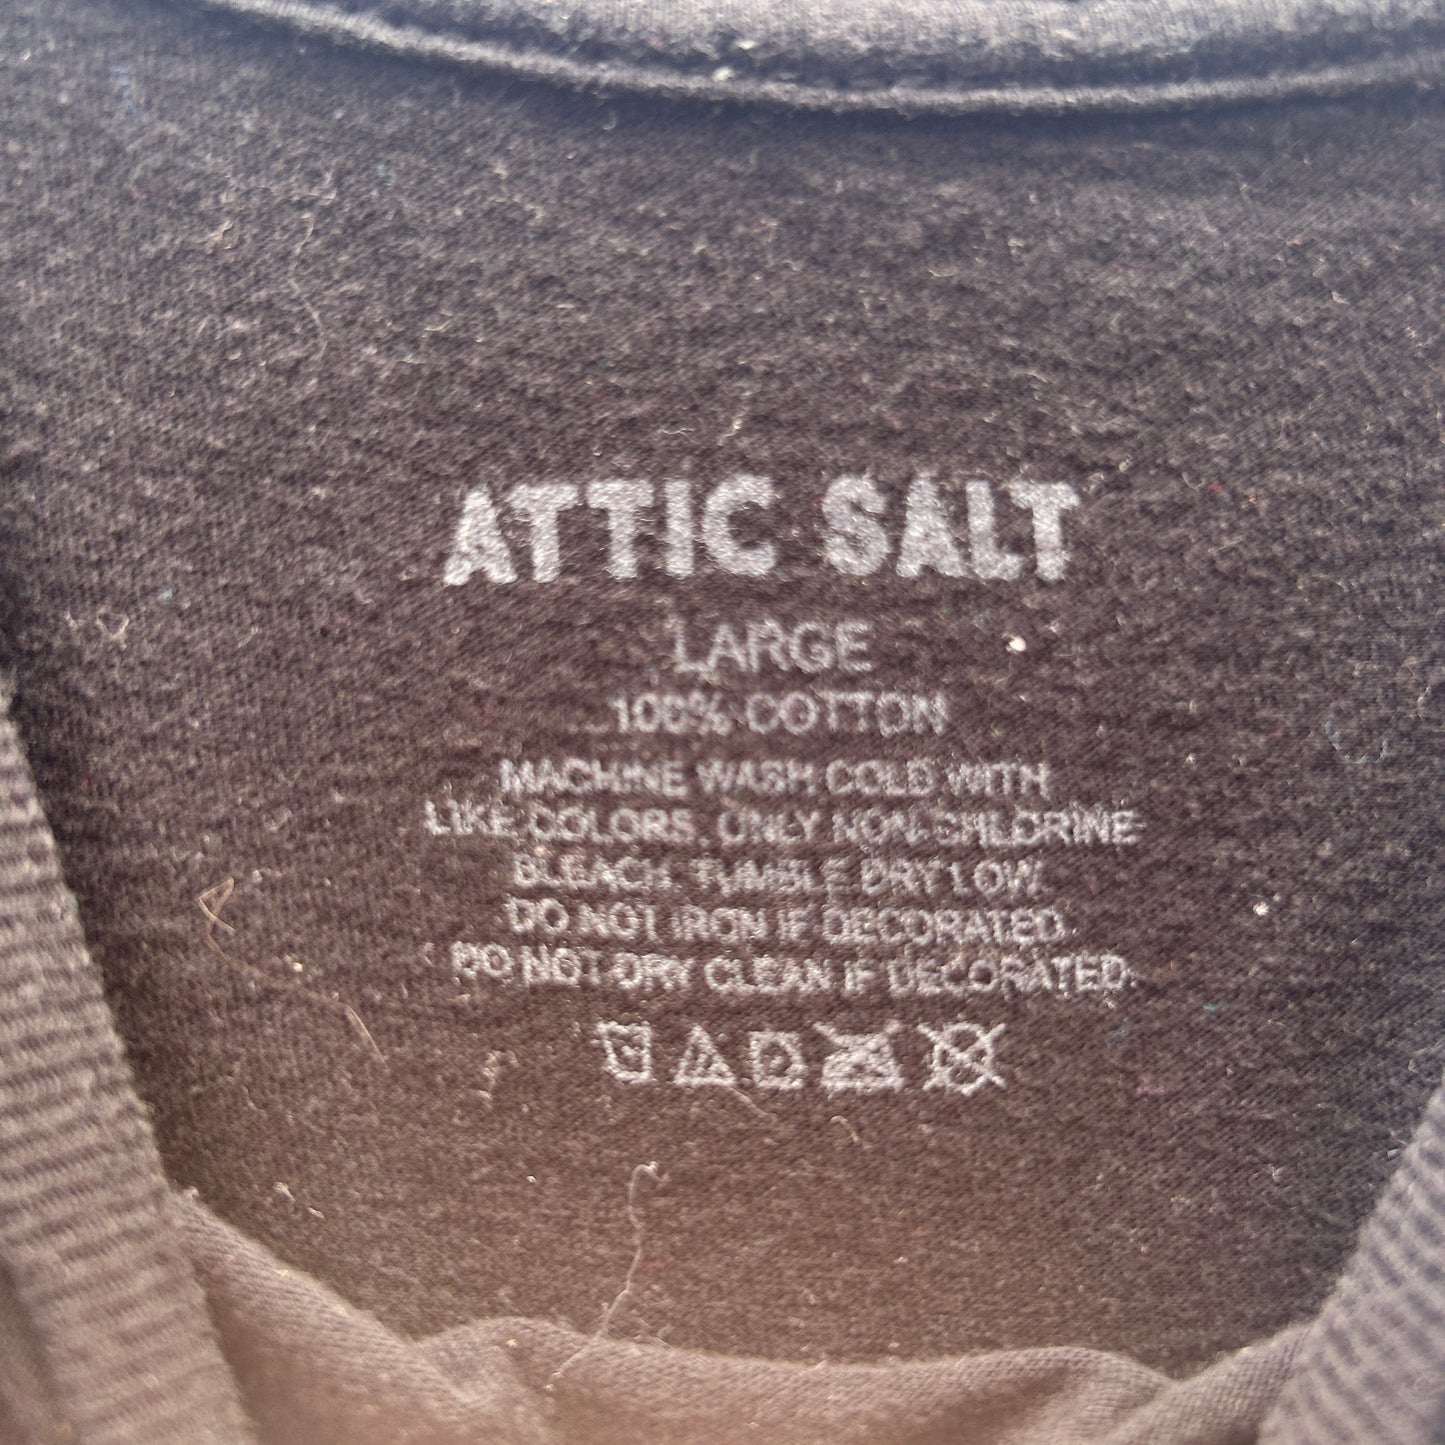 ATTIC SALT
LARGE
100% COTTON
MACHINE WASH COLD WITH
LIKE COLORS. ONLY NON-CHLORINE
BLEACH. TUMBLE DRY LOW.
DO NOT IRON IF DECORATED.
DO NOT DRY CLEAN IF DECORATED.